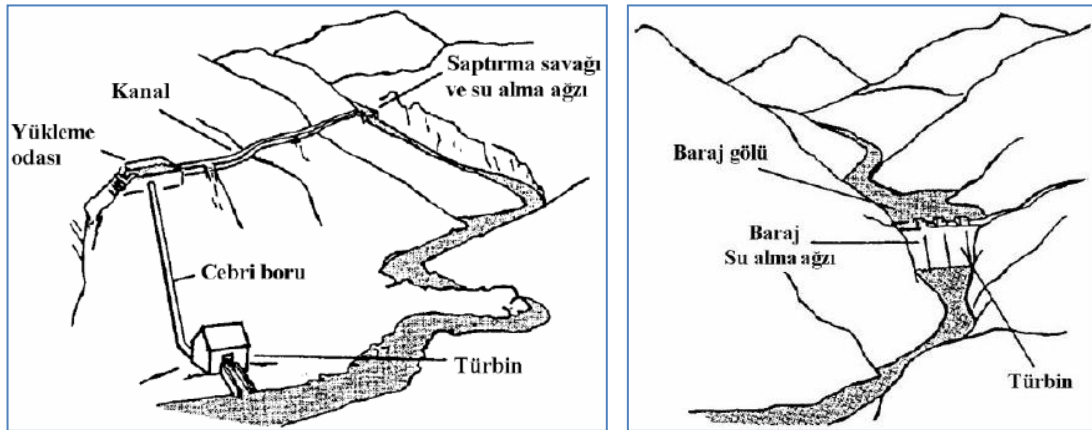 Saptırma savağı
ve su alma ağzı
Kanal
Yükleme
odası
Cebri boru
Türbin
Baraj gölü
Baraj
Su alma ağzı
Türbin